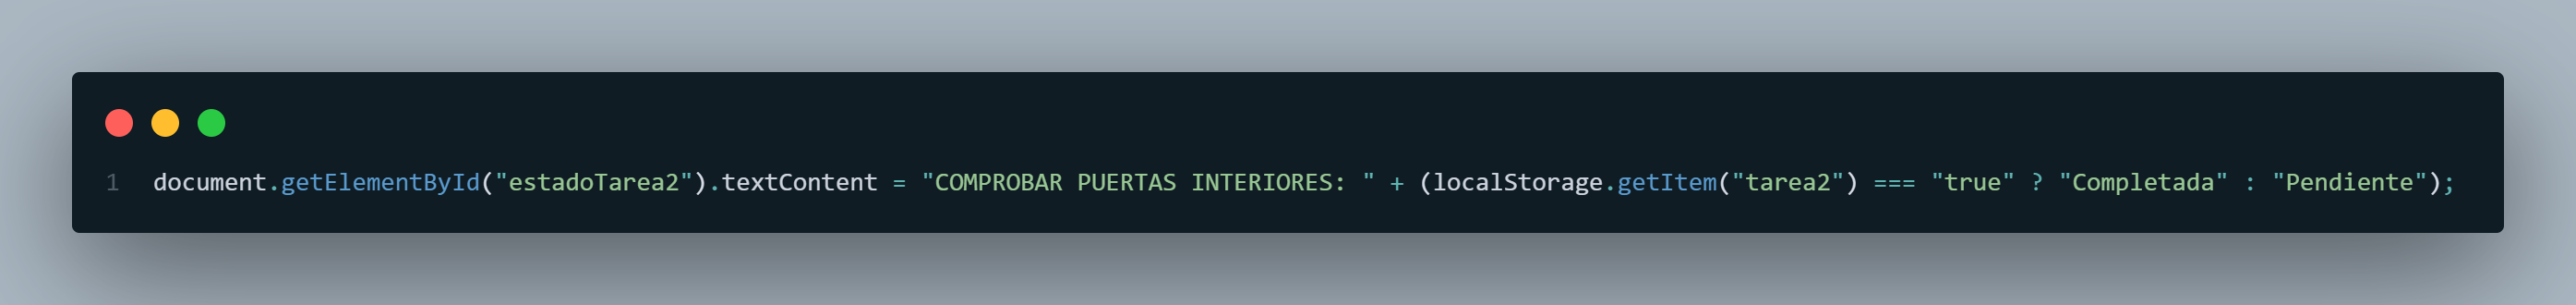 1 document.getElementById("estadoTarea2").textContent = "COMPROBAR PUERTAS INTERIORES: " + (localStorage.getItem("tarea2") === "true" ? "Completada" : "Pendiente");